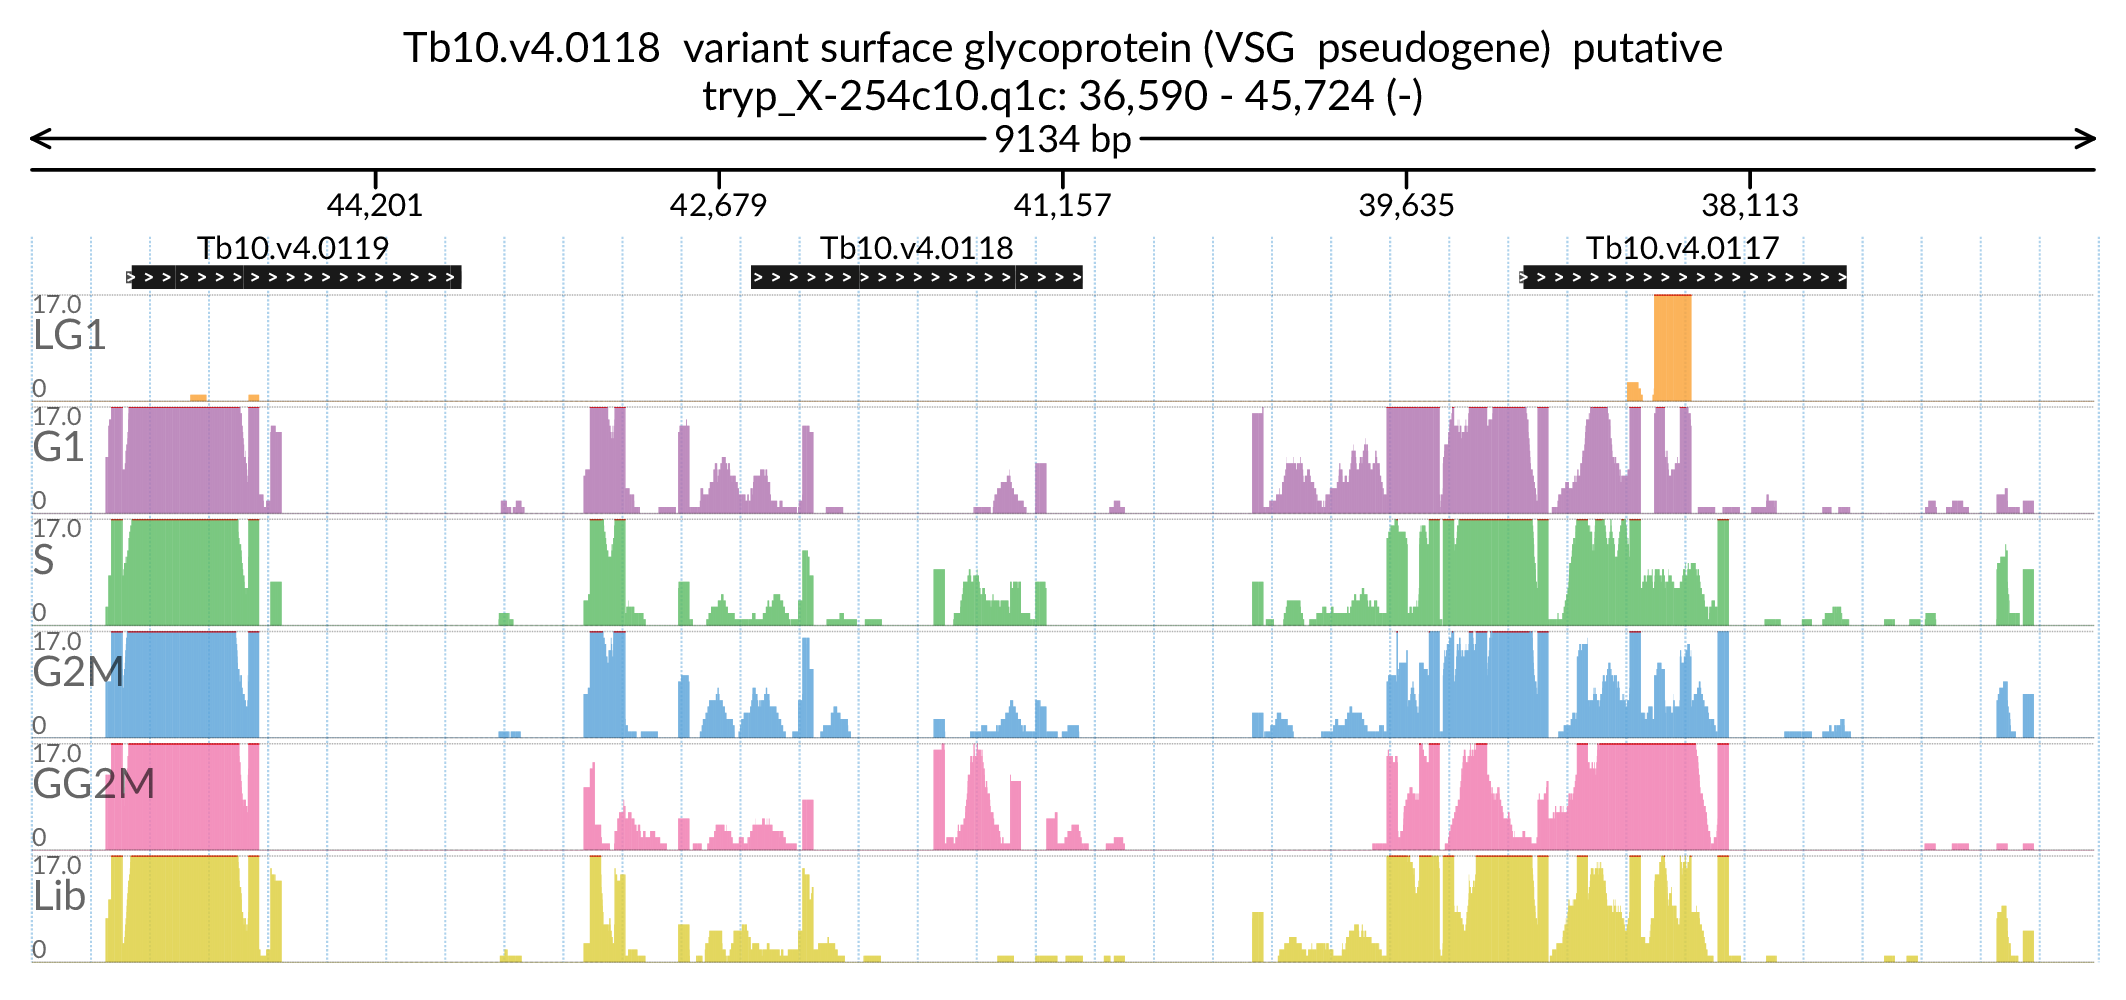 Tb10.v4.0118  variant surface glycoprotein (VSG  pseudogene)  putative
tryp_X-254c10.q1c: 36,590 - 45,724 (-)
9134 bp
44,201 42,679 41,157 39,635 38,113
Tb10.v4.0119 Tb10.v4.0118 Tb10.v4.0117
17.0
LG1
0
17.0
G1
0
17.0
S
0
17.0
G2M
0
17.0
GG2M
0
17.0
Lib
0